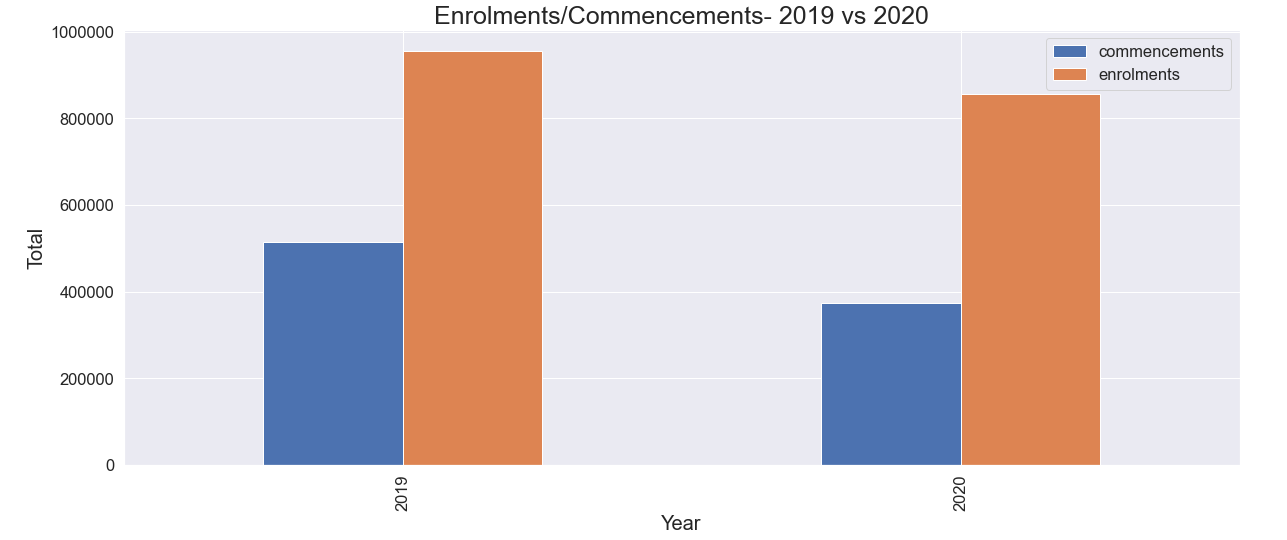 Enrolments/Commencements- 2019 vs 2020
1000000
800000
600000
400000
200000
0
Total
commencements
enrolments
2019
2020
Year